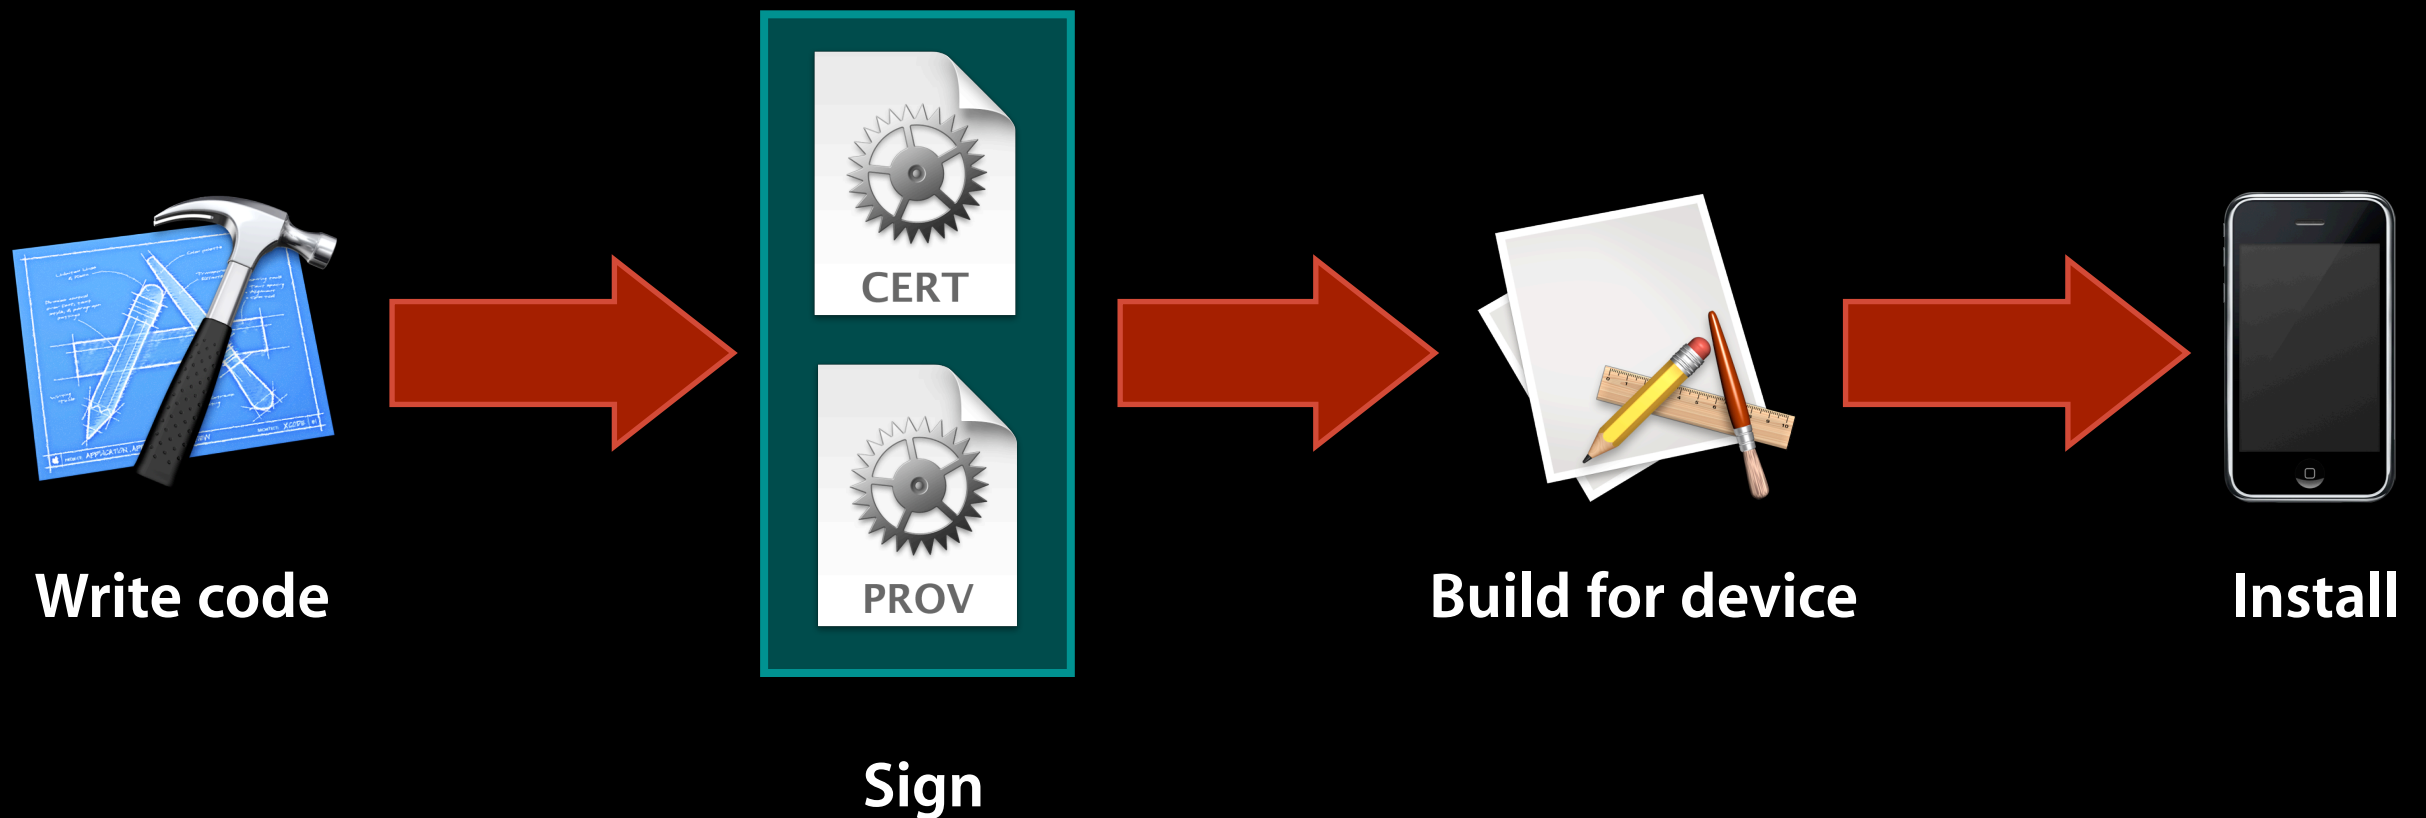 Write code
CERT
PROV
Sign
Build for device
Install